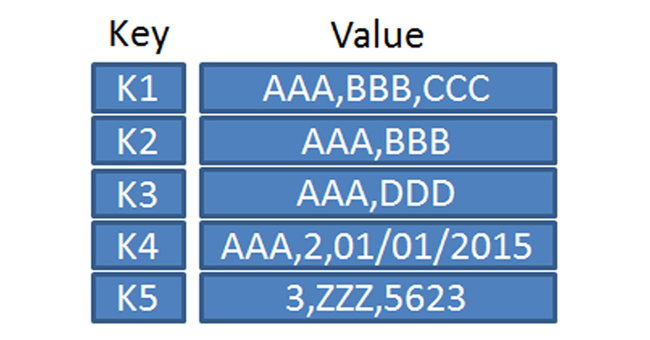 Key Value
K1 AAA,BBB,CCC
K2 AAA,BBB
K3 AAA,DDD
K4 AAA,2,01/01/2015
K5 3,ZZZ,5623